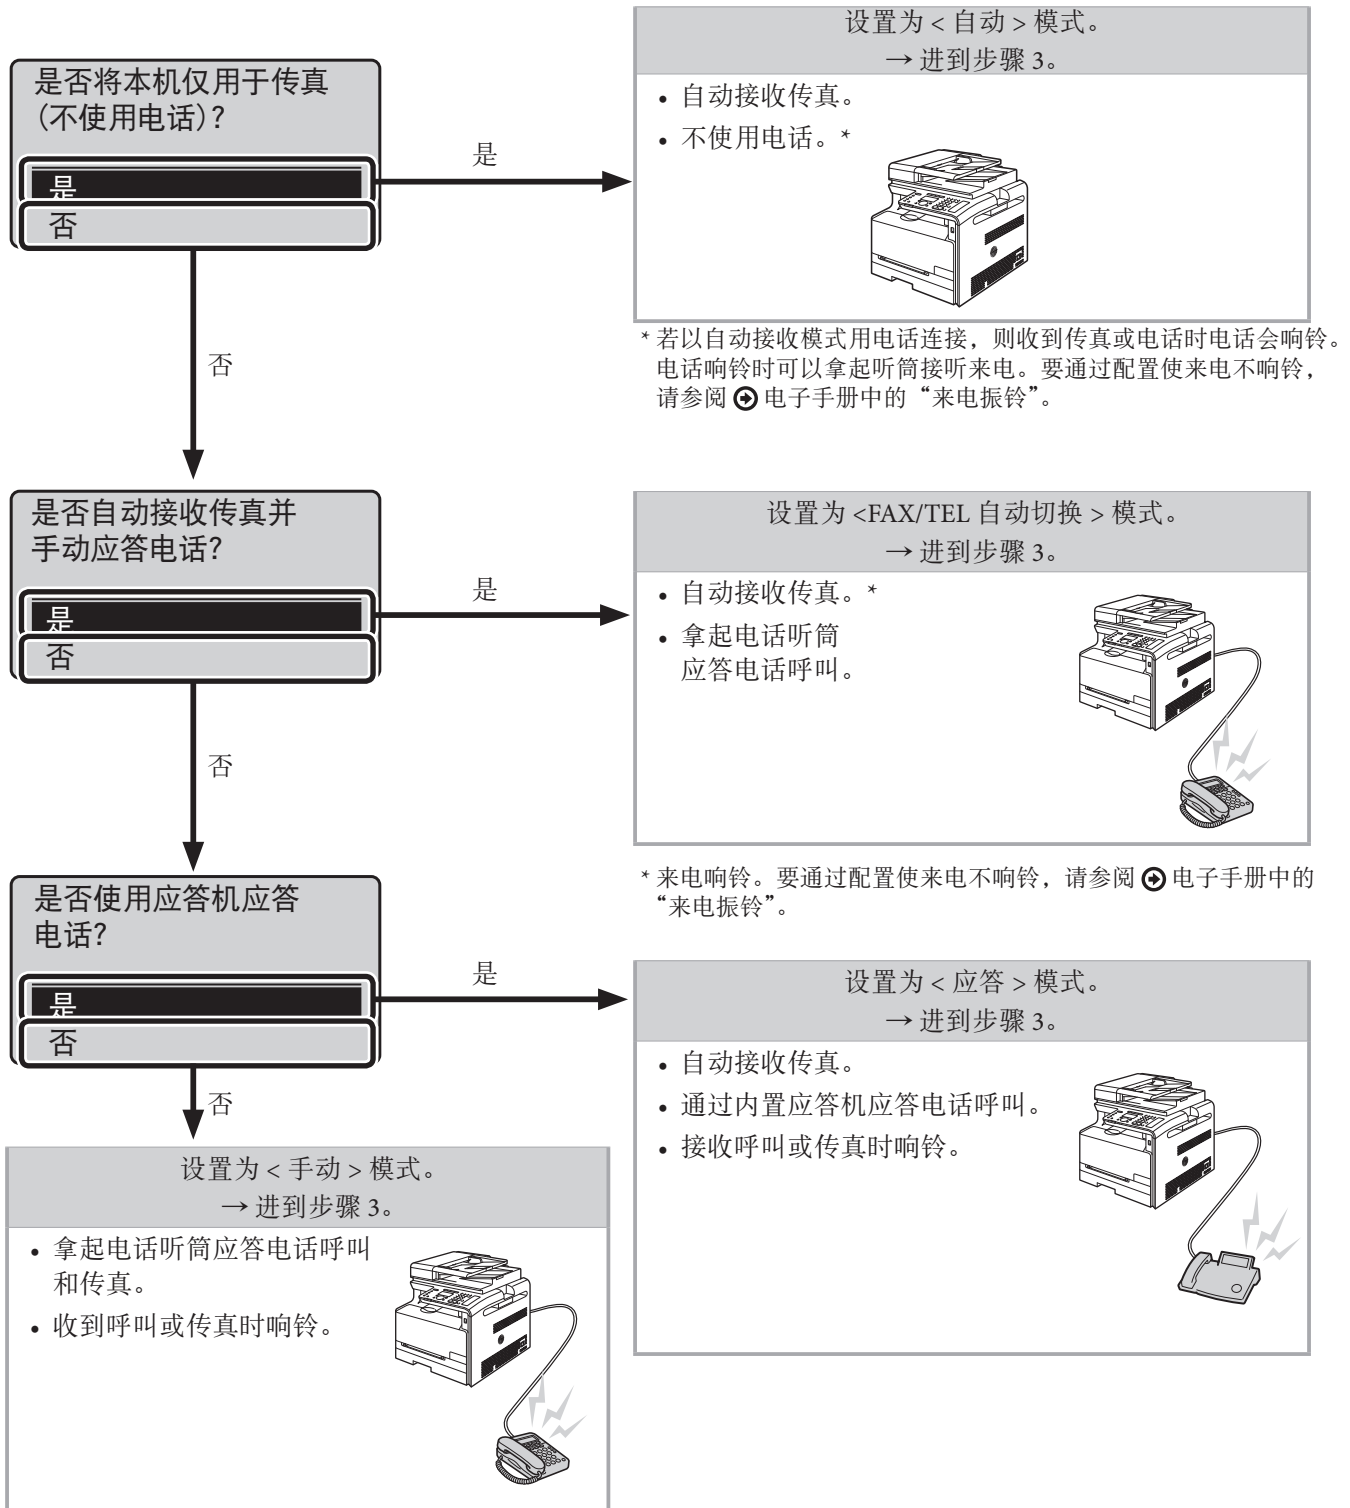 是否将本机仅用于传真
(不使用电话)?
是
否
是
设置为 < 自动 > 模式。
→ 进到步骤 3。
• 自动接收传真。
• 不使用电话。*
* 若以自动接收模式用电话连接，则收到传真或电话时电话会响铃。
电话响铃时可以拿起听筒接听来电。要通过配置使来电不响铃，
请参阅 电子手册中的“来电振铃”。
否
是否自动接收传真并
手动应答电话?
是
否
是
设置为 <FAX/TEL 自动切换 > 模式。
→ 进到步骤 3。
• 自动接收传真。*
• 拿起电话听筒
应答电话呼叫。
* 来电响铃。要通过配置使来电不响铃，请参阅 电子手册中的
“来电振铃”。
否
是否使用应答机应答
电话?
是
否
是
设置为 < 应答 > 模式。
→ 进到步骤 3。
• 自动接收传真。
• 通过内置应答机应答电话呼叫。
• 接收呼叫或传真时响铃。
否
设置为 < 手动 > 模式。
→ 进到步骤 3。
• 拿起电话听筒应答电话呼叫
和传真。
• 收到呼叫或传真时响铃。